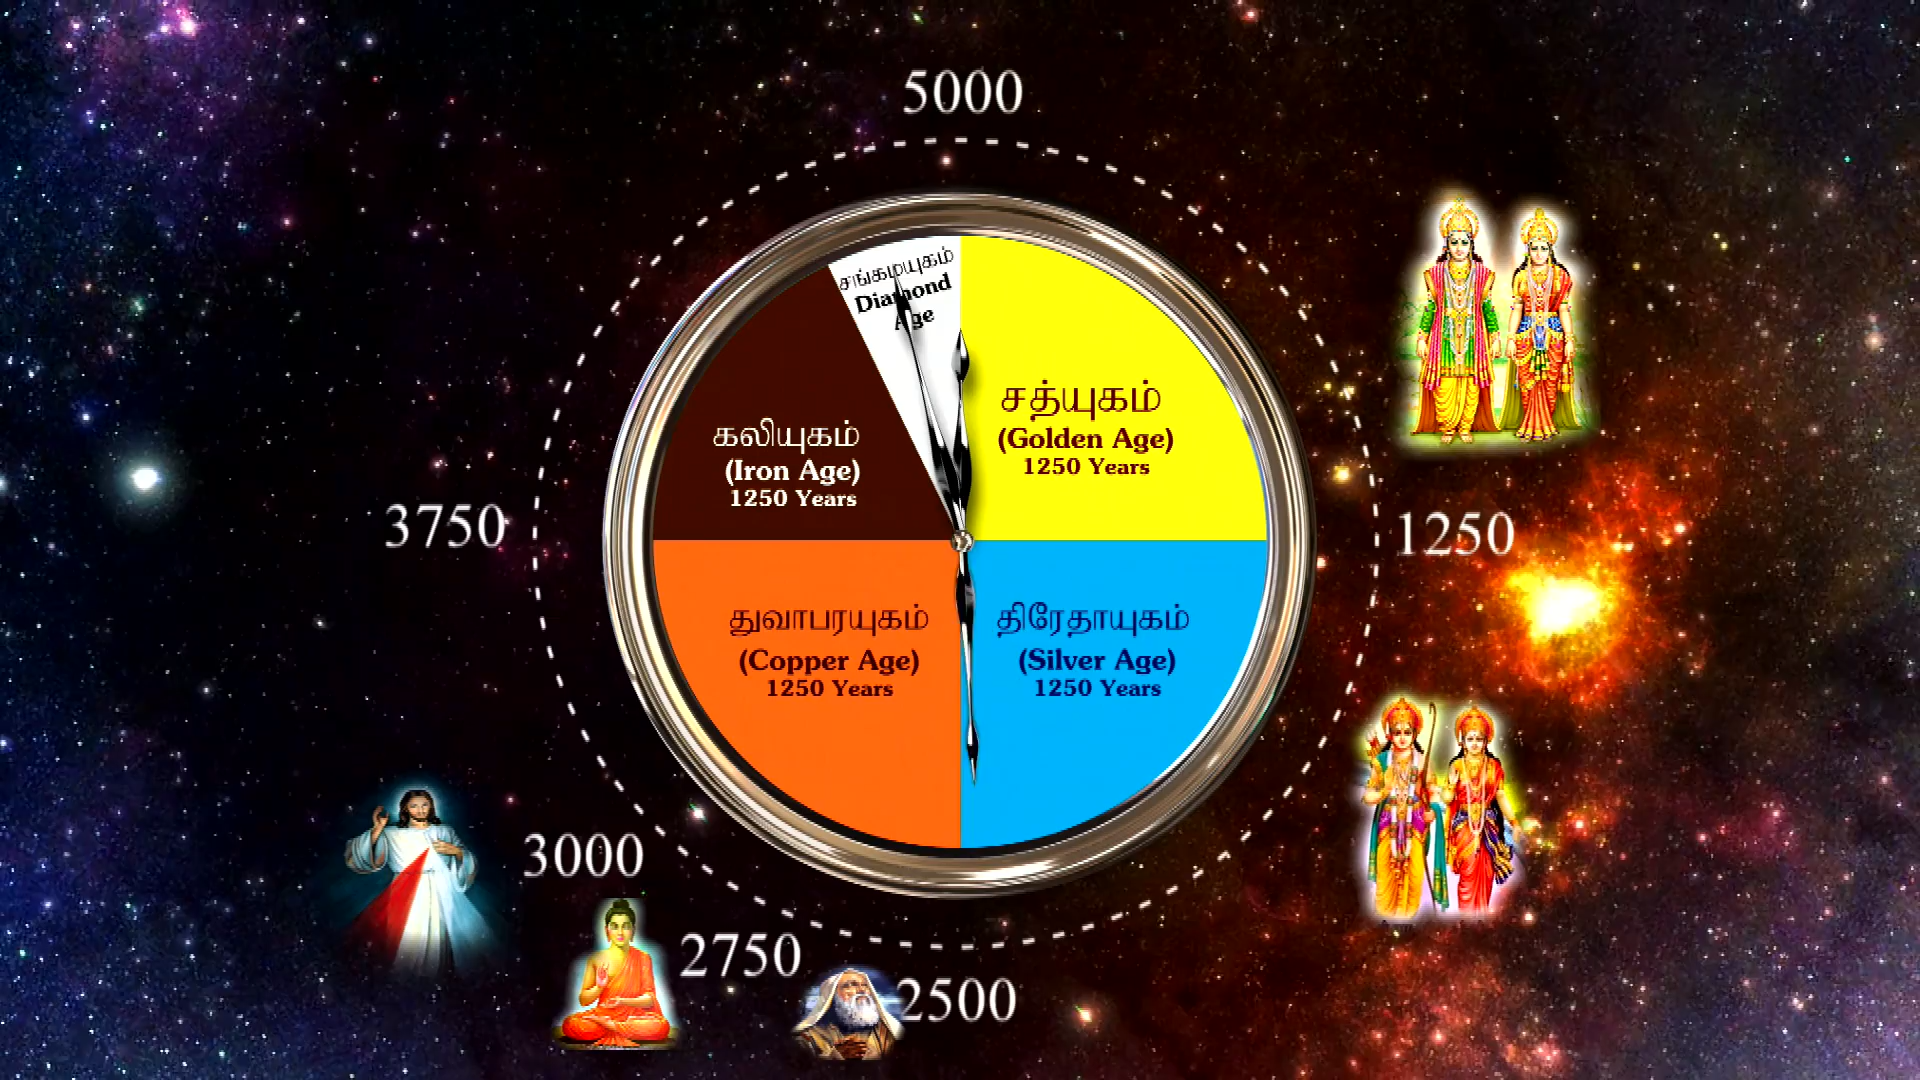 5000
சங்கமயுகம்
Diamond
Age
சத்யுகம்
(Golden Age)
1250 Years
கலியுகம்
(Iron Age)
1250 Years
3750
1250
துவாபரயுகம்
(Copper Age)
1250 Years
திரேதாயுகம்
(Silver Age)
1250 Years
3000
2750
2500